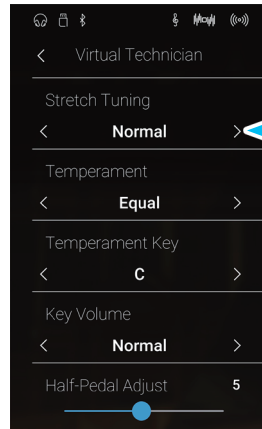 Virtual Technician
Stretch Tuning
Normal
Temperament
Equal
Temperament Key
C
Key Volume
Normal
Half-Pedal Adjust 5